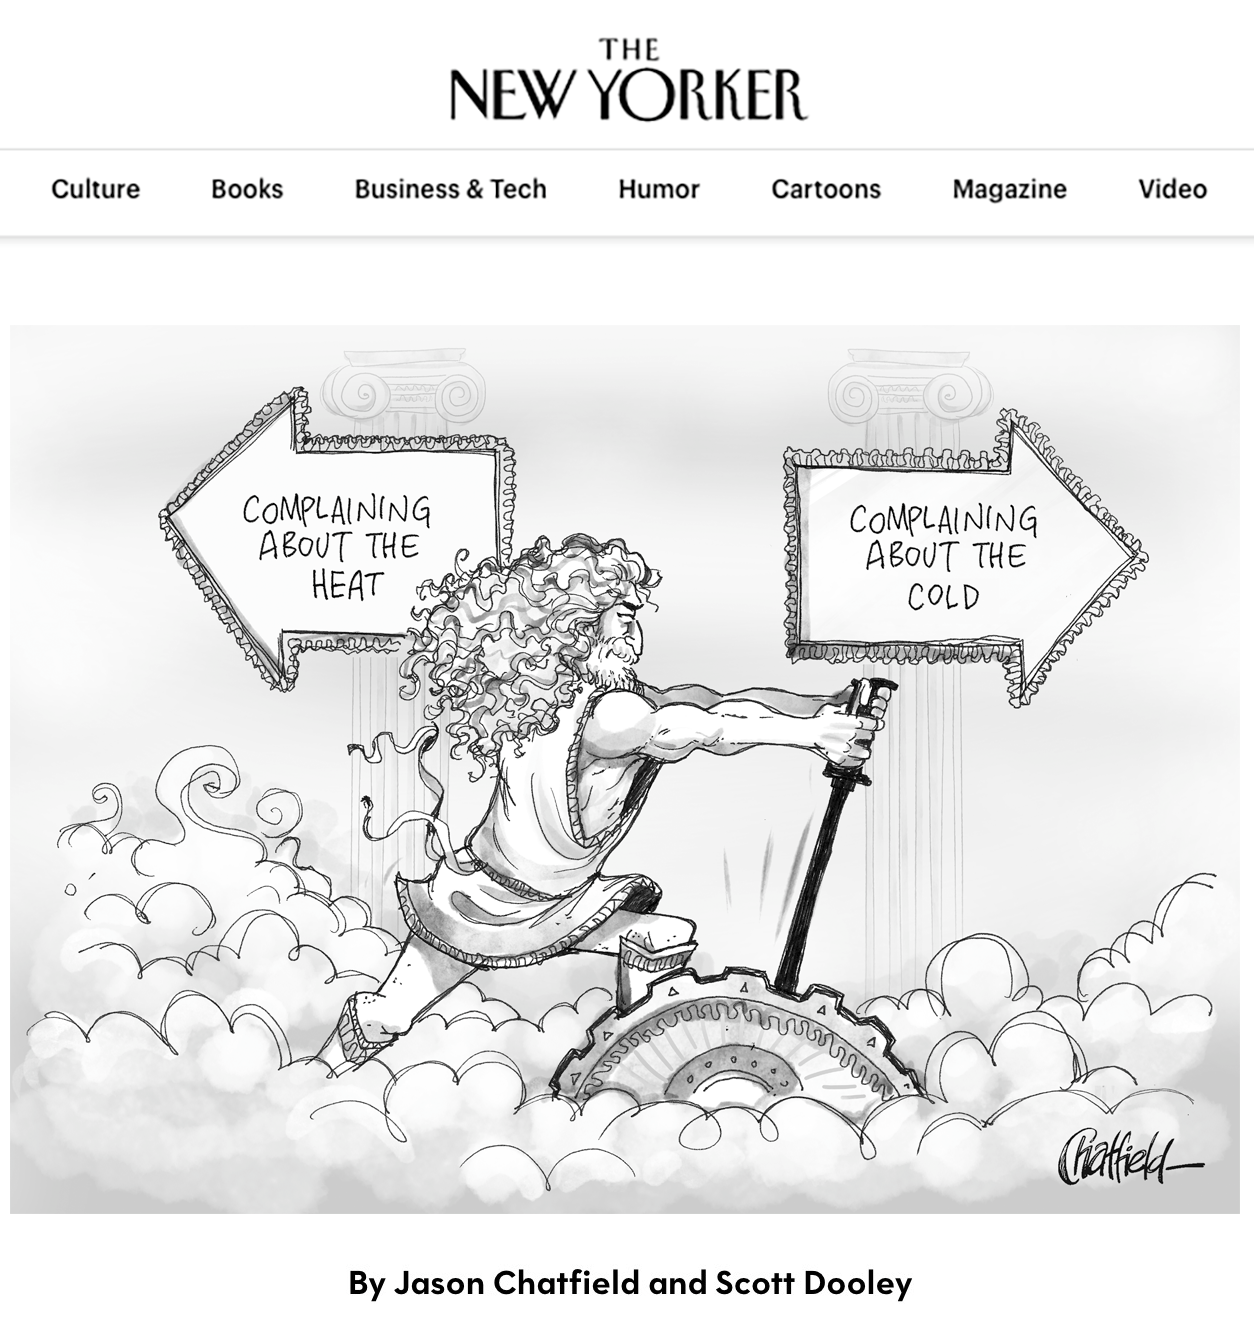 THE
NEW YORKER
Culture Books Business & Tech Humor Cartoons Magazine Video
COMPLAINING
ABOUT THE
HEAT
COMPLAINING
ABOUT THE
COLD
Chatfield
By Jason Chatfield and Scott Dooley